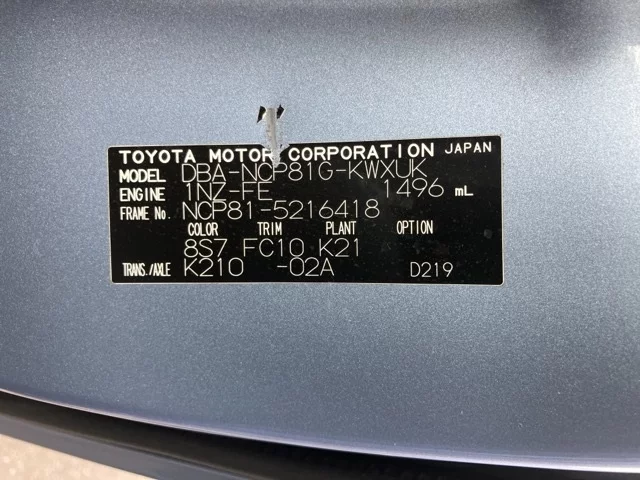 TOYOTA MOTOR CORPORATION JAPAN
MODEL DBA-NCP81G-KWXUK
ENGINE 1NZ-FE 1496 mL
FRAME No. NCP81-5216418
COLOR TRIM PLANT OPTION
8S7 FC10 K21
TRANS./AXLE K210 -02A D219